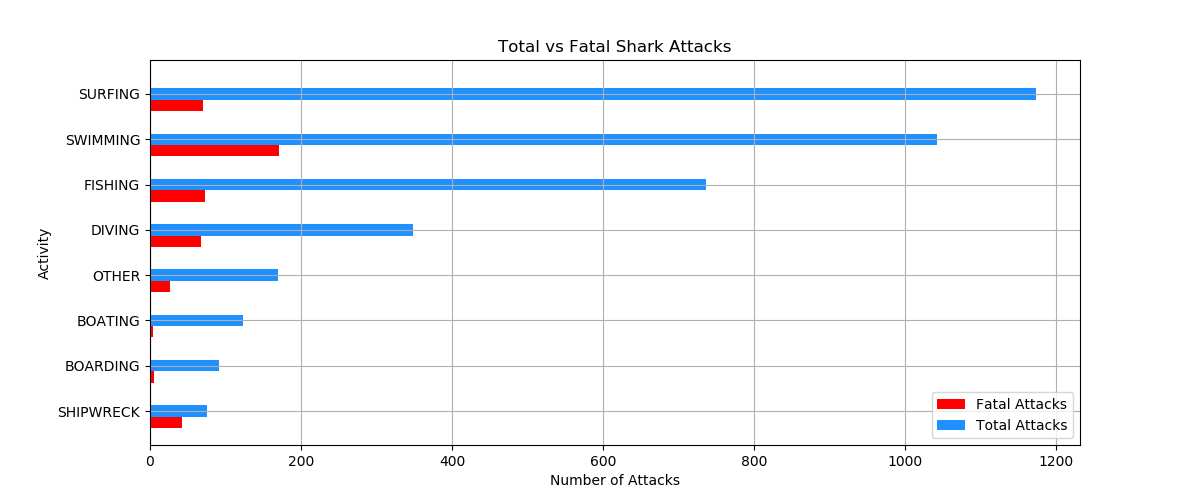 Total vs Fatal Shark Attacks
Activity
SURFING
SWIMMING
FISHING
DIVING
OTHER
BOATING
BOARDING
SHIPWRECK
Fatal Attacks
Total Attacks
0 200 400 600 800 1000 1200
Number of Attacks